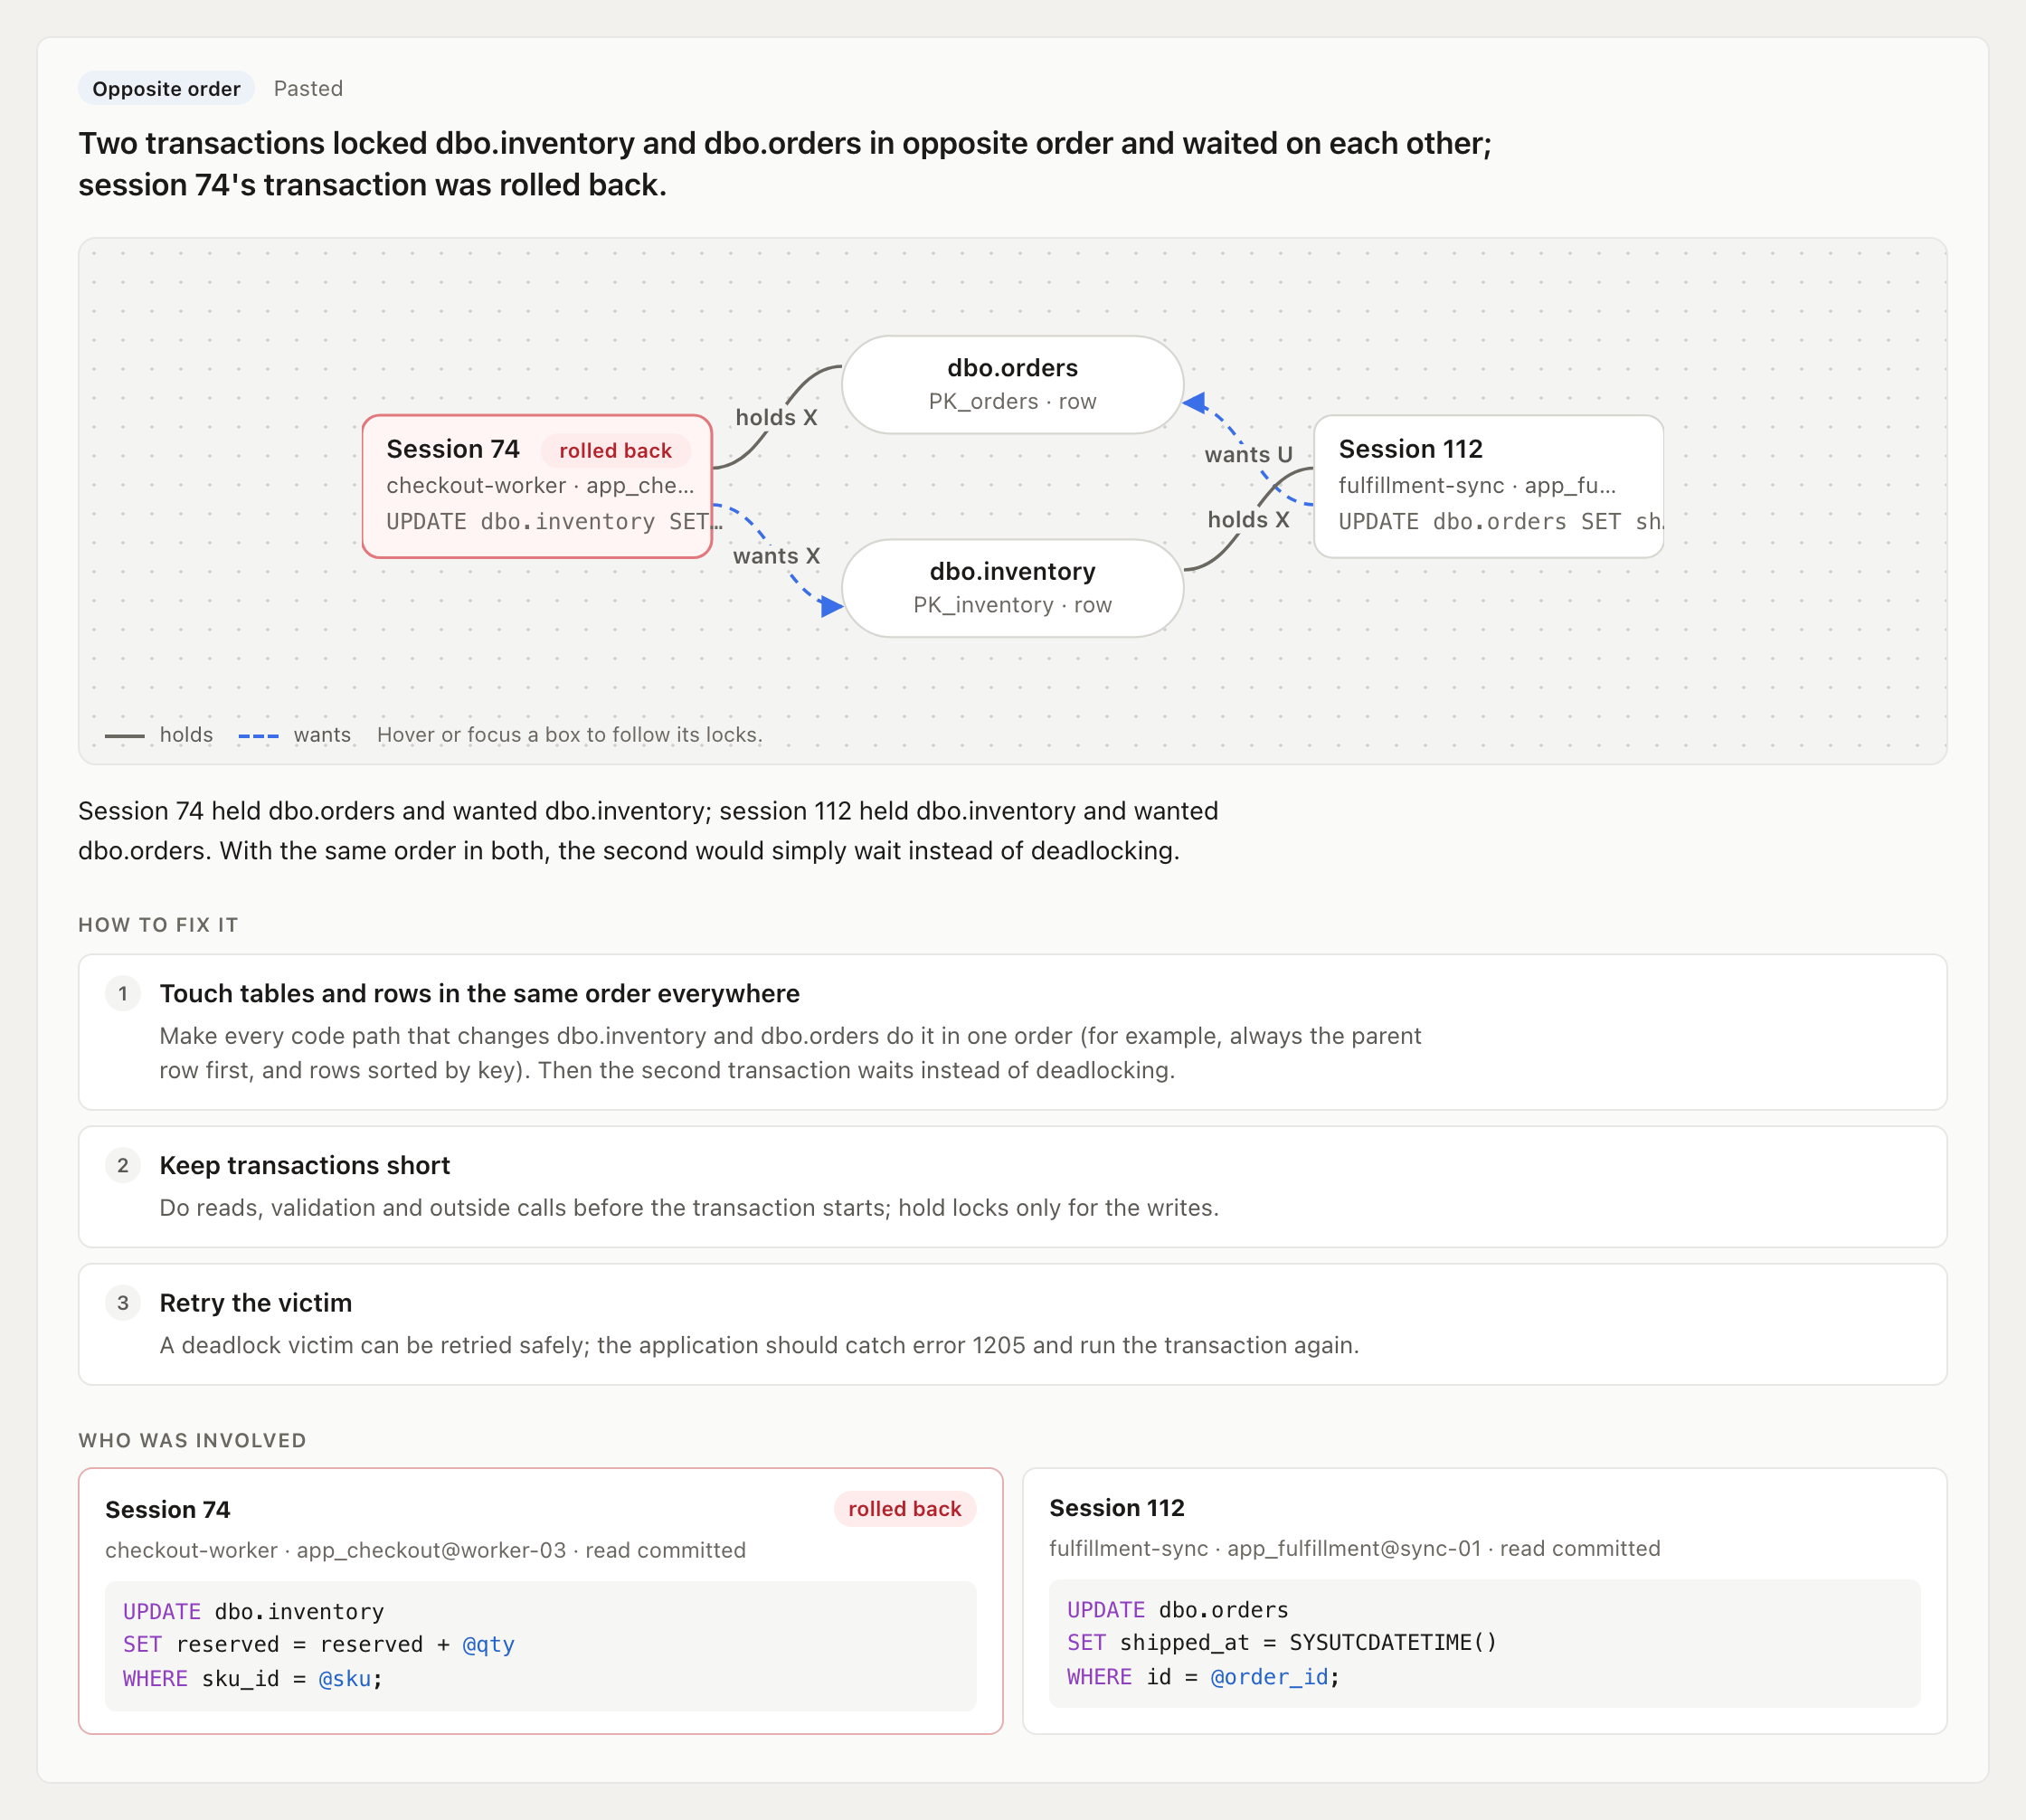 Opposite order Pasted
Two transactions locked dbo.inventory and dbo.orders in opposite order and waited on each other;
session 74's transaction was rolled back.
dbo.orders
PK_orders · row
holds X
wants U
Session 74 rolled back
checkout-worker · app_che...
UPDATE dbo.inventory SET…
Session 112
fulfillment-sync · app_fu...
UPDATE dbo.orders SET sh
holds X
wants X
dbo.inventory
PK_inventory · row
holds wants Hover or focus a box to follow its locks.
Session 74 held dbo.orders and wanted dbo.inventory; session 112 held dbo.inventory and wanted
dbo.orders. With the same order in both, the second would simply wait instead of deadlocking.
HOW TO FIX IT
1 Touch tables and rows in the same order everywhere
Make every code path that changes dbo.inventory and dbo.orders do it in one order (for example, always the parent
row first, and rows sorted by key). Then the second transaction waits instead of deadlocking.
2 Keep transactions short
Do reads, validation and outside calls before the transaction starts; hold locks only for the writes.
3 Retry the victim
A deadlock victim can be retried safely; the application should catch error 1205 and run the transaction again.
WHO WAS INVOLVED
Session 74 rolled back
checkout-worker · app_checkout@worker-03 · read committed
UPDATE dbo.inventory
SET reserved = reserved + @qty
WHERE sku_id = @sku;
Session 112
fulfillment-sync · app_fulfillment@sync-01 · read committed
UPDATE dbo.orders
SET shipped_at = SYSUTCDATETIME()
WHERE id = @order_id;